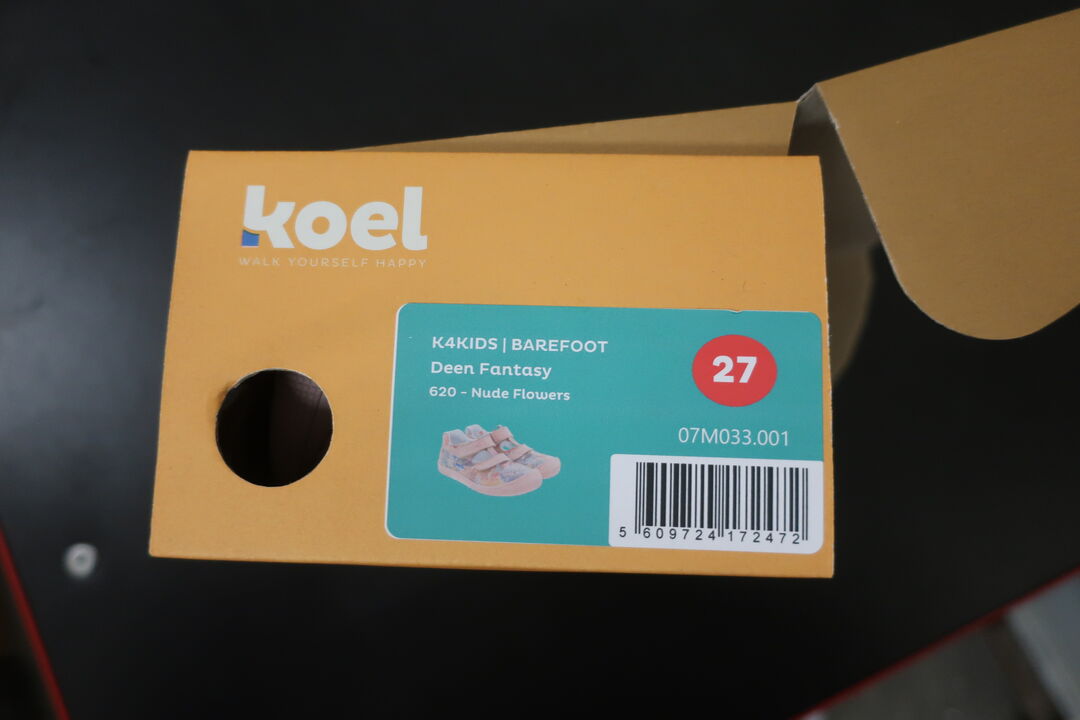 koel
WALK YOURSELF HAPPY
K4KIDS | BAREFOOT
Deen Fantasy
620 - Nude Flowers
27
07M033.001
5 609724 172472